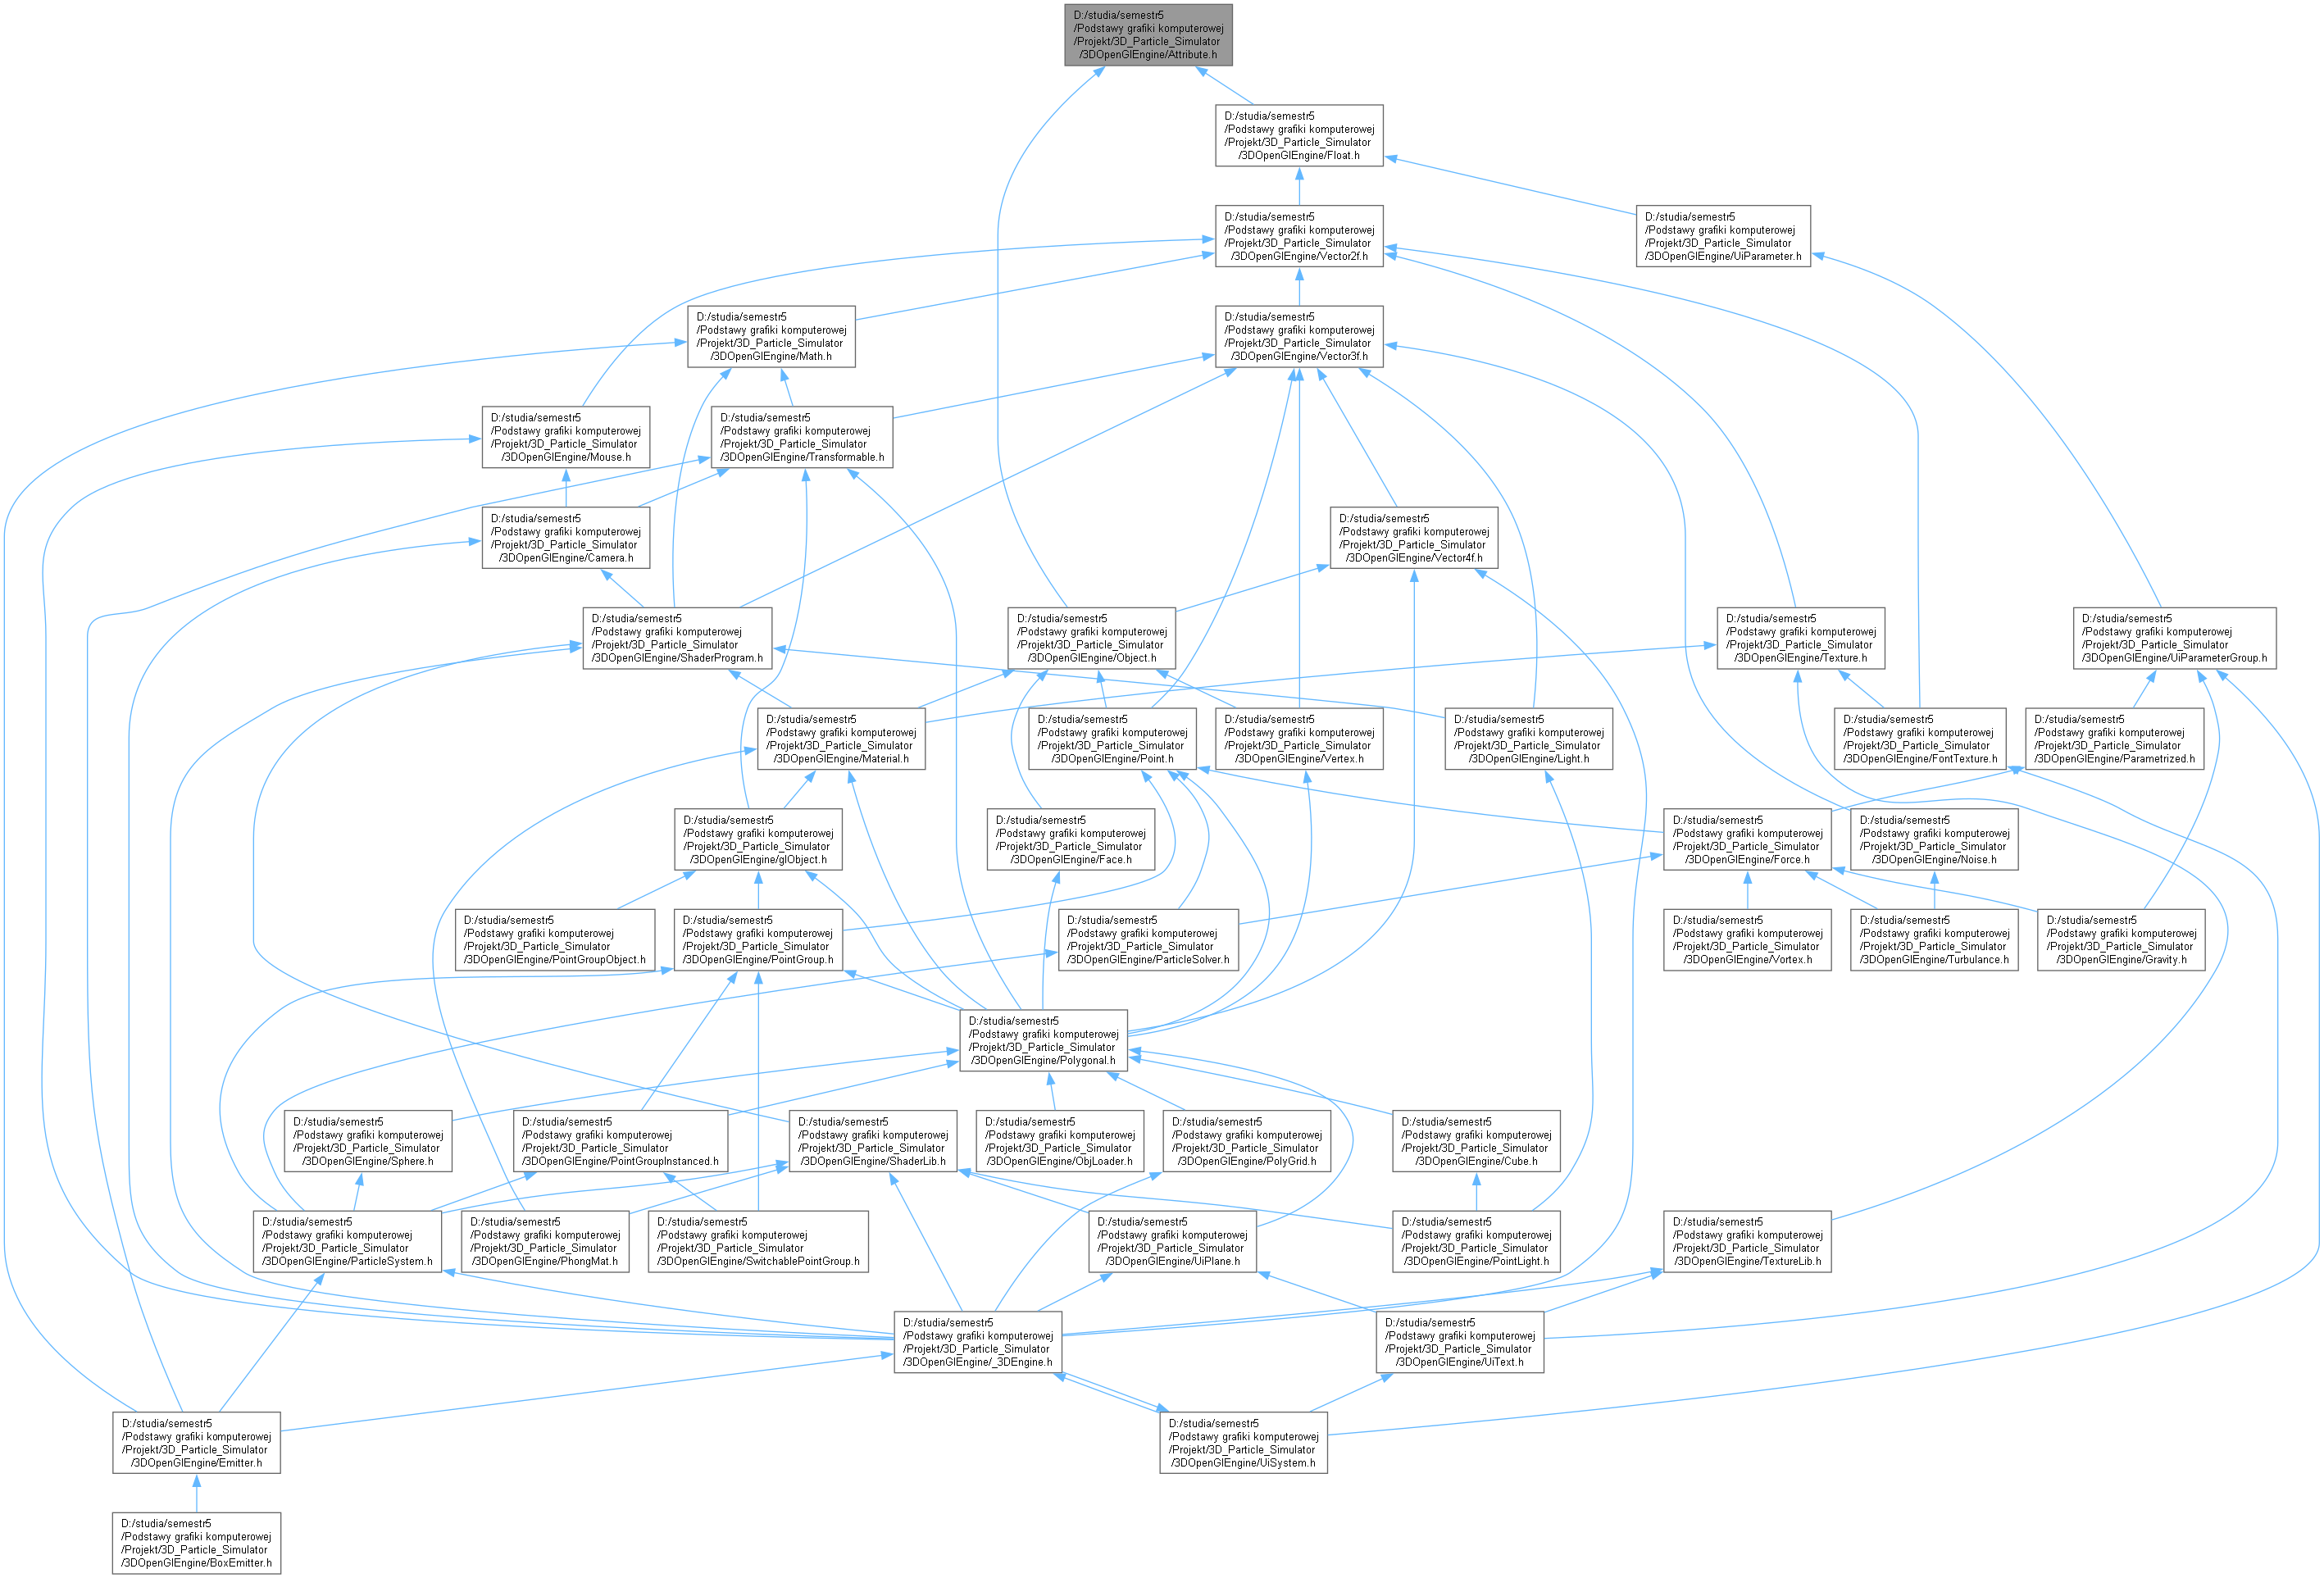 D:/studia/semestr5
/Podstawy grafiki komputerowej
/Projekt/3D_Particle_Simulator
/3DOpenGlEngine/Attribute.h
D:/studia/semestr5
/Podstawy grafiki komputerowej
/Projekt/3D_Particle_Simulator
/3DOpenGlEngine/Float.h
D:/studia/semestr5
/Podstawy grafiki komputerowej
/Projekt/3D_Particle_Simulator
/3DOpenGlEngine/Vector2f.h
D:/studia/semestr5
/Podstawy grafiki komputerowej
/Projekt/3D_Particle_Simulator
/3DOpenGlEngine/UiParameter.h
D:/studia/semestr5
/Podstawy grafiki komputerowej
/Projekt/3D_Particle_Simulator
/3DOpenGlEngine/Math.h
D:/studia/semestr5
/Podstawy grafiki komputerowej
/Projekt/3D_Particle_Simulator
/3DOpenGlEngine/Vector3f.h
D:/studia/semestr5
/Podstawy grafiki komputerowej
/Projekt/3D_Particle_Simulator
/3DOpenGlEngine/Mouse.h
D:/studia/semestr5
/Podstawy grafiki komputerowej
/Projekt/3D_Particle_Simulator
/3DOpenGlEngine/Transformable.h
D:/studia/semestr5
/Podstawy grafiki komputerowej
/Projekt/3D_Particle_Simulator
/3DOpenGlEngine/Camera.h
D:/studia/semestr5
/Podstawy grafiki komputerowej
/Projekt/3D_Particle_Simulator
/3DOpenGlEngine/Vector4f.h
D:/studia/semestr5
/Podstawy grafiki komputerowej
/Projekt/3D_Particle_Simulator
/3DOpenGlEngine/ShaderProgram.h
D:/studia/semestr5
/Podstawy grafiki komputerowej
/Projekt/3D_Particle_Simulator
/3DOpenGlEngine/Object.h
D:/studia/semestr5
/Podstawy grafiki komputerowej
/Projekt/3D_Particle_Simulator
/3DOpenGlEngine/Texture.h
D:/studia/semestr5
/Podstawy grafiki komputerowej
/Projekt/3D_Particle_Simulator
/3DOpenGlEngine/UiParameterGroup.h
D:/studia/semestr5
/Podstawy grafiki komputerowej
/Projekt/3D_Particle_Simulator
/3DOpenGlEngine/Material.h
D:/studia/semestr5
/Podstawy grafiki komputerowej
/Projekt/3D_Particle_Simulator
/3DOpenGlEngine/Point.h
D:/studia/semestr5
/Podstawy grafiki komputerowej
/Projekt/3D_Particle_Simulator
/3DOpenGlEngine/Vertex.h
D:/studia/semestr5
/Podstawy grafiki komputerowej
/Projekt/3D_Particle_Simulator
/3DOpenGlEngine/Light.h
D:/studia/semestr5
/Podstawy grafiki komputerowej
/Projekt/3D_Particle_Simulator
/3DOpenGlEngine/FontTexture.h
D:/studia/semestr5
/Podstawy grafiki komputerowej
/Projekt/3D_Particle_Simulator
/3DOpenGlEngine/Parametrized.h
D:/studia/semestr5
/Podstawy grafiki komputerowej
/Projekt/3D_Particle_Simulator
/3DOpenGlEngine/glObject.h
D:/studia/semestr5
/Podstawy grafiki komputerowej
/Projekt/3D_Particle_Simulator
/3DOpenGlEngine/Face.h
D:/studia/semestr5
/Podstawy grafiki komputerowej
/Projekt/3D_Particle_Simulator
/3DOpenGlEngine/Force.h
D:/studia/semestr5
/Podstawy grafiki komputerowej
/Projekt/3D_Particle_Simulator
/3DOpenGlEngine/Noise.h
D:/studia/semestr5
/Podstawy grafiki komputerowej
/Projekt/3D_Particle_Simulator
/3DOpenGlEngine/PointGroupObject.h
D:/studia/semestr5
/Podstawy grafiki komputerowej
/Projekt/3D_Particle_Simulator
/3DOpenGlEngine/PointGroup.h
D:/studia/semestr5
/Podstawy grafiki komputerowej
/Projekt/3D_Particle_Simulator
/3DOpenGlEngine/ParticleSolver.h
D:/studia/semestr5
/Podstawy grafiki komputerowej
/Projekt/3D_Particle_Simulator
/3DOpenGlEngine/Vortex.h
D:/studia/semestr5
/Podstawy grafiki komputerowej
/Projekt/3D_Particle_Simulator
/3DOpenGlEngine/Turbulance.h
D:/studia/semestr5
/Podstawy grafiki komputerowej
/Projekt/3D_Particle_Simulator
/3DOpenGlEngine/Gravity.h
D:/studia/semestr5
/Podstawy grafiki komputerowej
/Projekt/3D_Particle_Simulator
/3DOpenGlEngine/Polygonal.h
D:/studia/semestr5
/Podstawy grafiki komputerowej
/Projekt/3D_Particle_Simulator
/3DOpenGlEngine/Sphere.h
D:/studia/semestr5
/Podstawy grafiki komputerowej
/Projekt/3D_Particle_Simulator
/3DOpenGlEngine/PointGroupInstanced.h
D:/studia/semestr5
/Podstawy grafiki komputerowej
/Projekt/3D_Particle_Simulator
/3DOpenGlEngine/ShaderLib.h
D:/studia/semestr5
/Podstawy grafiki komputerowej
/Projekt/3D_Particle_Simulator
/3DOpenGlEngine/ObjLoader.h
D:/studia/semestr5
/Podstawy grafiki komputerowej
/Projekt/3D_Particle_Simulator
/3DOpenGlEngine/PolyGrid.h
D:/studia/semestr5
/Podstawy grafiki komputerowej
/Projekt/3D_Particle_Simulator
/3DOpenGlEngine/Cube.h
D:/studia/semestr5
/Podstawy grafiki komputerowej
/Projekt/3D_Particle_Simulator
/3DOpenGlEngine/ParticleSystem.h
D:/studia/semestr5
/Podstawy grafiki komputerowej
/Projekt/3D_Particle_Simulator
/3DOpenGlEngine/PhongMat.h
D:/studia/semestr5
/Podstawy grafiki komputerowej
/Projekt/3D_Particle_Simulator
/3DOpenGlEngine/SwitchablePointGroup.h
D:/studia/semestr5
/Podstawy grafiki komputerowej
/Projekt/3D_Particle_Simulator
/3DOpenGlEngine/UiPlane.h
D:/studia/semestr5
/Podstawy grafiki komputerowej
/Projekt/3D_Particle_Simulator
/3DOpenGlEngine/PointLight.h
D:/studia/semestr5
/Podstawy grafiki komputerowej
/Projekt/3D_Particle_Simulator
/3DOpenGlEngine/TextureLib.h
D:/studia/semestr5
/Podstawy grafiki komputerowej
/Projekt/3D_Particle_Simulator
/3DOpenGlEngine/_3DEngine.h
D:/studia/semestr5
/Podstawy grafiki komputerowej
/Projekt/3D_Particle_Simulator
/3DOpenGlEngine/UiText.h
D:/studia/semestr5
/Podstawy grafiki komputerowej
/Projekt/3D_Particle_Simulator
/3DOpenGlEngine/Emitter.h
D:/studia/semestr5
/Podstawy grafiki komputerowej
/Projekt/3D_Particle_Simulator
/3DOpenGlEngine/UiSystem.h
D:/studia/semestr5
/Podstawy grafiki komputerowej
/Projekt/3D_Particle_Simulator
/3DOpenGlEngine/BoxEmitter.h